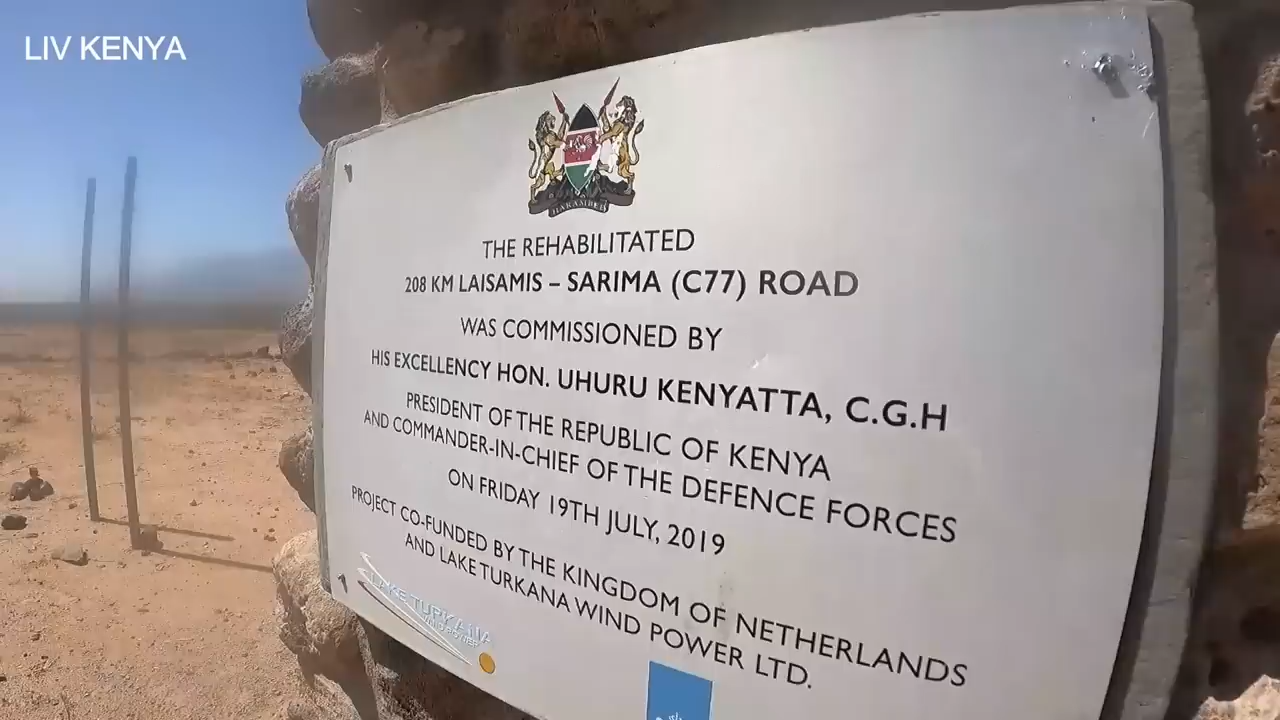 LIV KENYA
HARAMBEE
THE REHABILITATED
208 KM LAISAMIS – SARIMA (C77) ROAD
WAS COMMISSIONED BY
HIS EXCELLENCY HON. UHURU KENYATTA, C.G.H
PRESIDENT OF THE REPUBLIC OF KENYA
AND COMMANDER-IN-CHIEF OF THE DEFENCE FORCES
ON FRIDAY 19TH JULY, 2019
PROJECT CO-FUNDED BY THE KINGDOM OF NETHERLANDS
AND LAKE TURKANA WIND POWER LTD.
LAKE TURKANA
WIND POWER